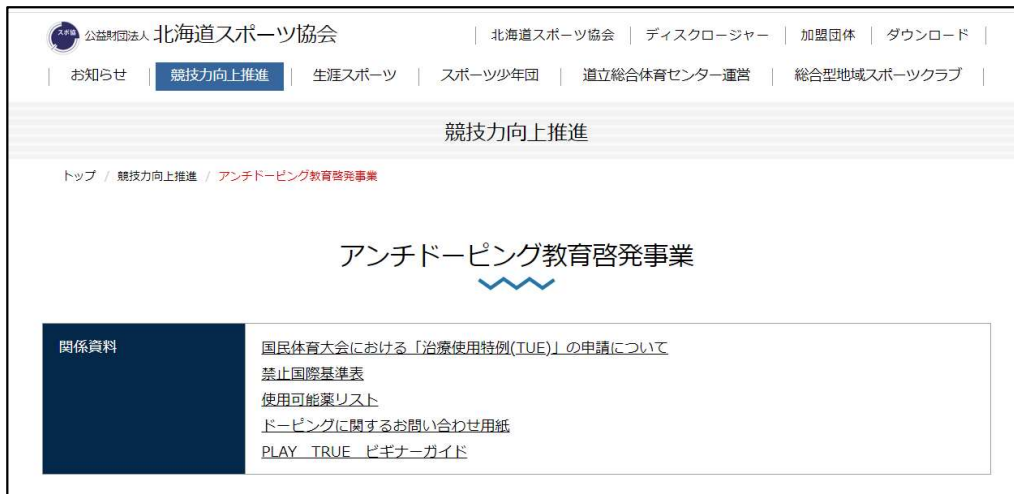 スポ協 公益財団法人 北海道スポーツ協会
北海道スポーツ協会 ディスクロージャー 加盟団体 ダウンロード
お知らせ 競技力向上推進 生涯スポーツ スポーツ少年団 道立総合体育センター運営 総合型地域スポーツクラブ
競技力向上推進
トップ / 競技力向上推進 / アンチドーピング教育啓発事業
アンチドーピング教育啓発事業
関係資料
国民体育大会における「治療使用特例(TUE)」の申請について
禁止国際基準表
使用可能薬リスト
ドーピングに関するお問い合わせ用紙
PLAY TRUE ビギナーガイド